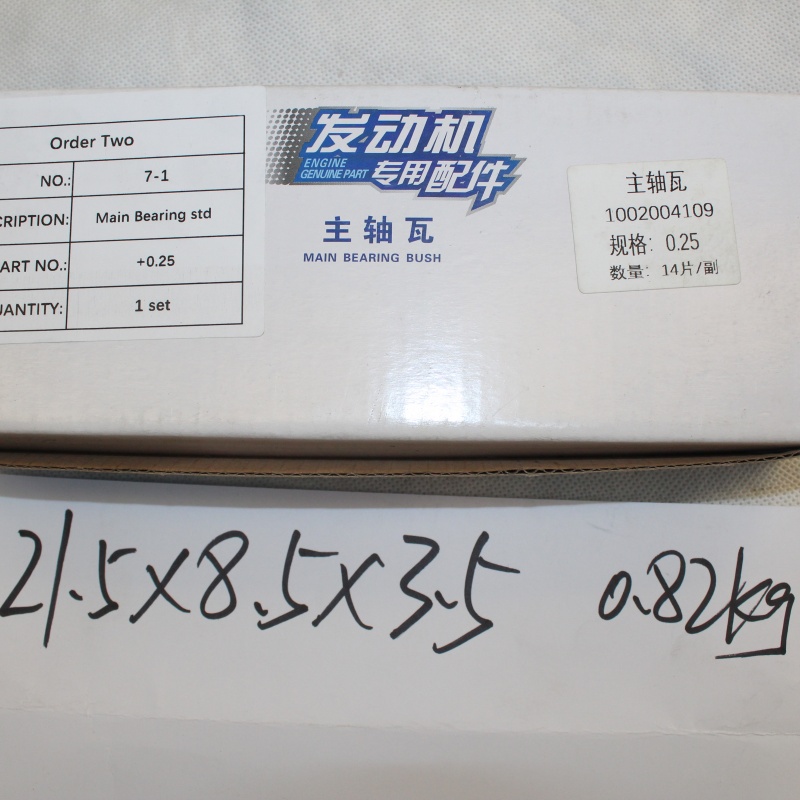 Order Two
NO.: 7-1
CRIPTION: Main Bearing std
ART NO.: +0.25
UANTITY: 1 set
发动机
ENGINE
GENUINE PART
专用配件
主轴瓦
MAIN BEARING BUSH
主轴瓦
1002004109
规格: 0.25
数量: 14片/副
21.5X8.5X3.5 0.82kg